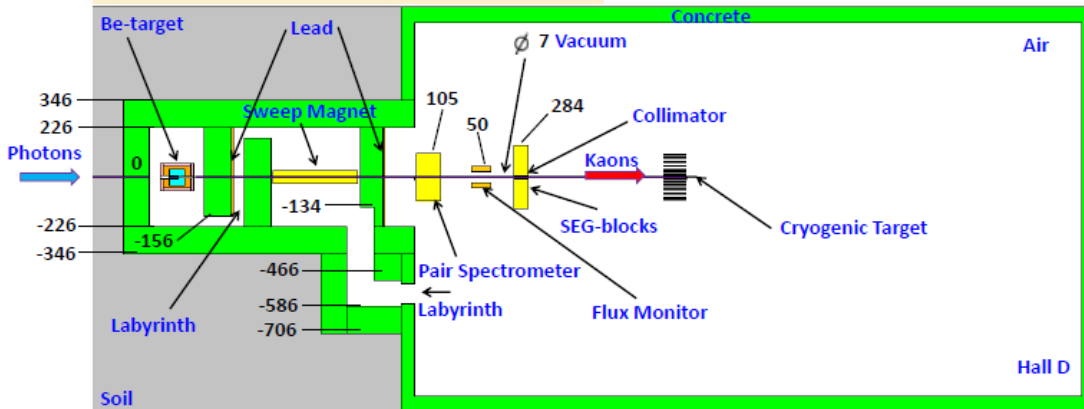 Concrete
Be-target
Lead
⌀ 7 Vacuum
Air
346
226
Sweep Magnet
105
284
50
Collimator
Photons
0
Kaons
-134
-226
-156
SEG-blocks
Cryogenic Target
-346
-466
Pair Spectrometer
-586
Labyrinth
Flux Monitor
Labyrinth
-706
Hall D
Soil